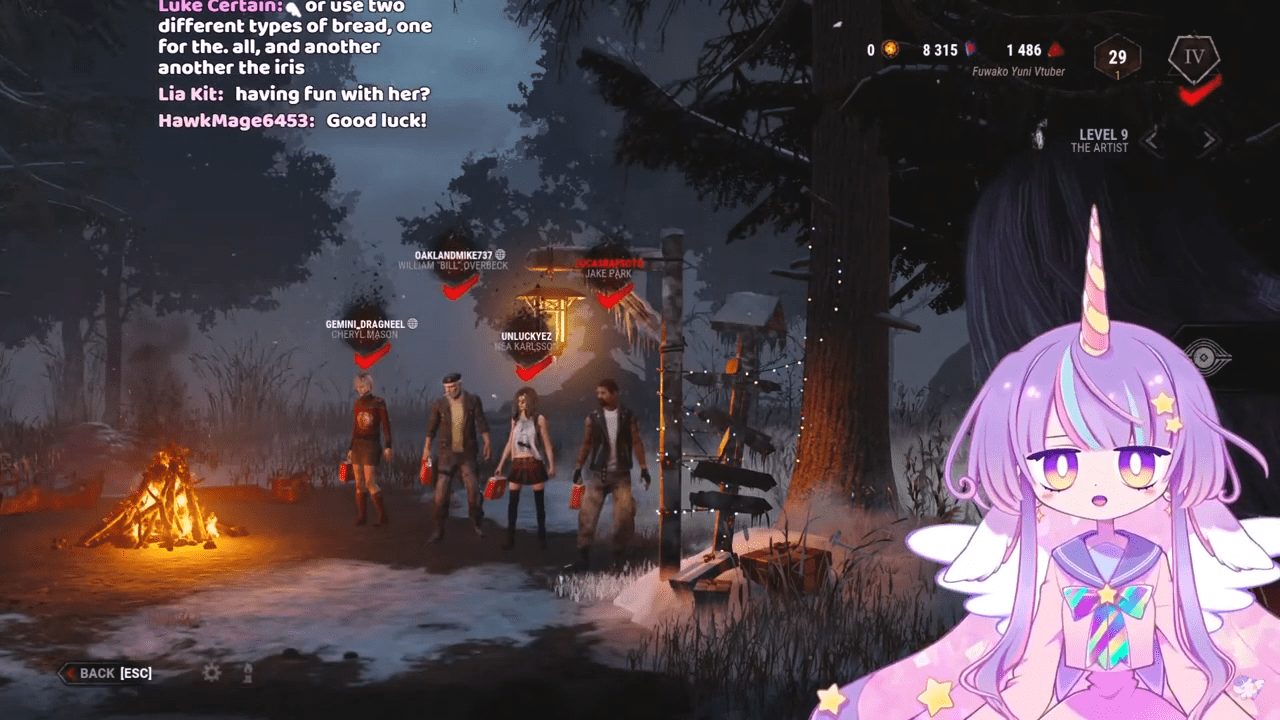 Luke Certain: or use two
different types of bread, one
for the. all, and another
another the iris
Lia Kit: having fun with her?
HawkMage6453: Good luck!
0 8 315 1 486
Fuwako Yuni Vtuber
29
1
IV
LEVEL 9
THE ARTIST
OAKLANDMIKE737
WILLIAM "BILL" OVERBECK
JAKE PARK
GEMINI_DRAGNEEL
CHERYL MASON
UNLUCKYEZ
NEA KARLSSON
BACK [ESC]